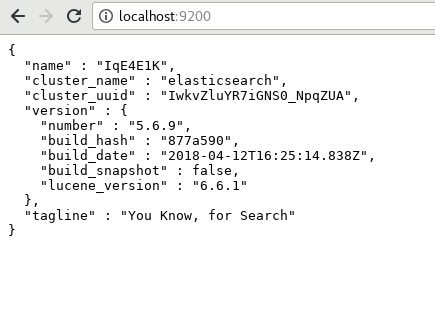 localhost:9200
{
  "name" : "IqE4E1K",
  "cluster_name" : "elasticsearch",
  "cluster_uuid" : "IwkvZluYR7iGNS0_NpqZUA",
  "version" : {
    "number" : "5.6.9",
    "build_hash" : "877a590",
    "build_date" : "2018-04-12T16:25:14.838Z",
    "build_snapshot" : false,
    "lucene_version" : "6.6.1"
  },
  "tagline" : "You Know, for Search"
}